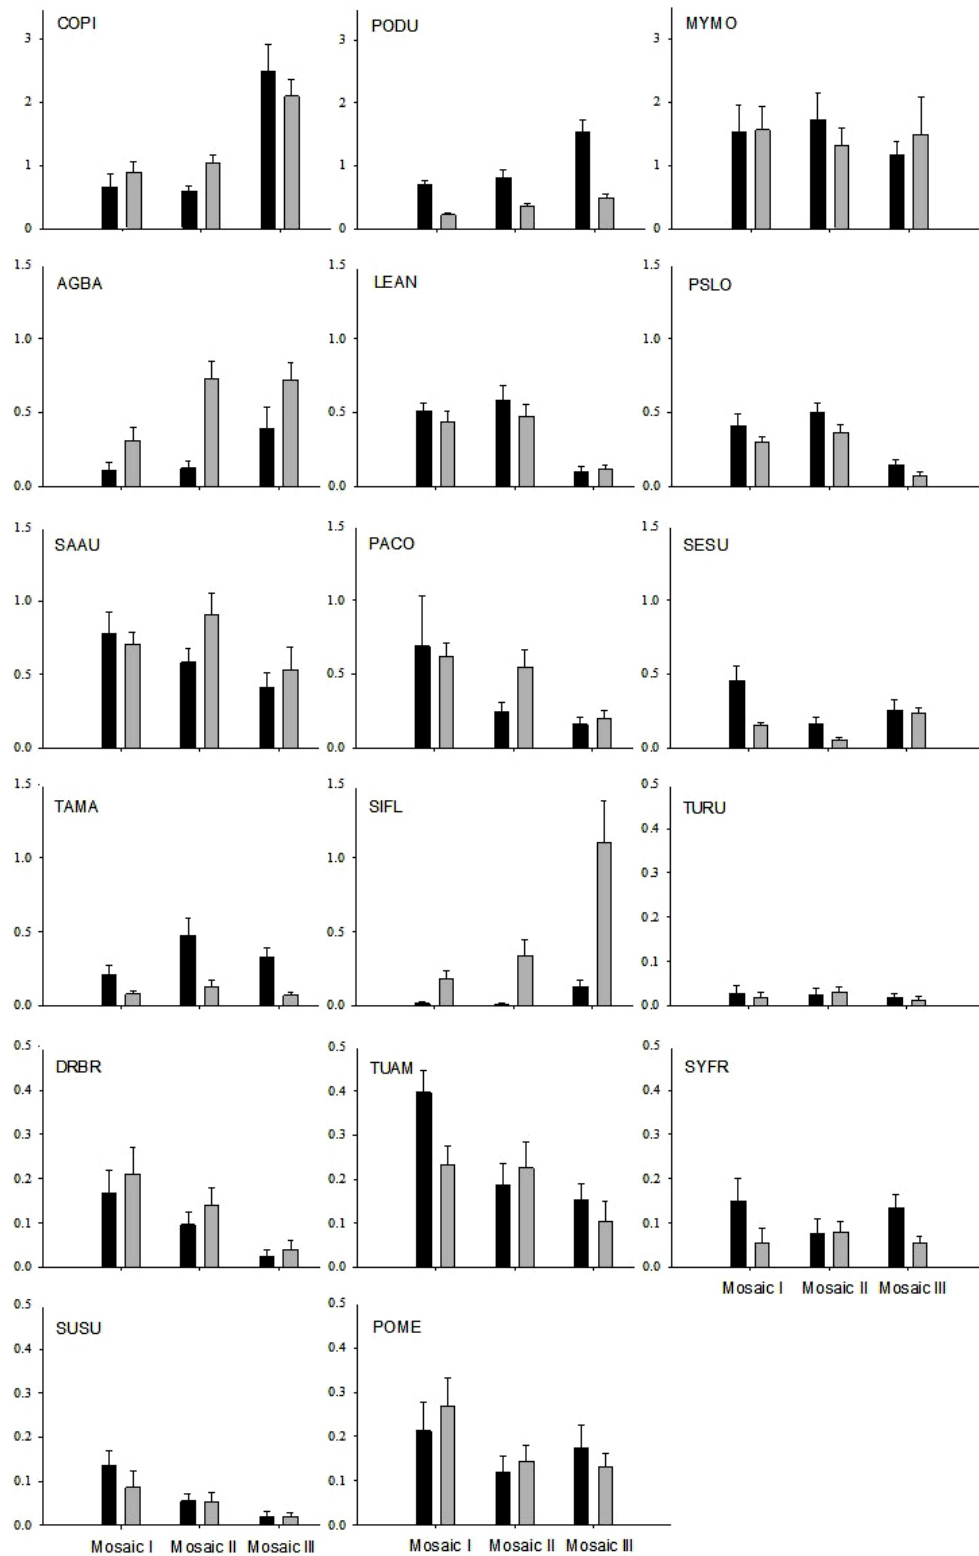 COPI PODU MYMO
3 3 3
2 2 2
1 1 1
0 0 0
1.5 1.5 1.5
AGBA LEAN PSLO
1.0 1.0 1.0
0.5 0.5 0.5
0.0 0.0 0.0
1.5 1.5 1.5
SAAU PACO SESU
1.0 1.0 1.0
0.5 0.5 0.5
0.0 0.0 0.0
1.5 1.5 0.5
TAMA SIFL TURU
0.4
1.0 1.0 0.3
0.5 0.5 0.2
0.1
0.0 0.0 0.0
0.5 0.5 0.5
DRBR TUAM SYFR
0.4 0.4 0.4
0.3 0.3 0.3
0.2 0.2 0.2
0.1 0.1 0.1
0.0 0.0 0.0
Mosaic I Mosaic II Mosaic III
0.5 0.5
SUSU POME
0.4 0.4
0.3 0.3
0.2 0.2
0.1 0.1
0.0 0.0
Mosaic I Mosaic II Mosaic III Mosaic I Mosaic II Mosaic III